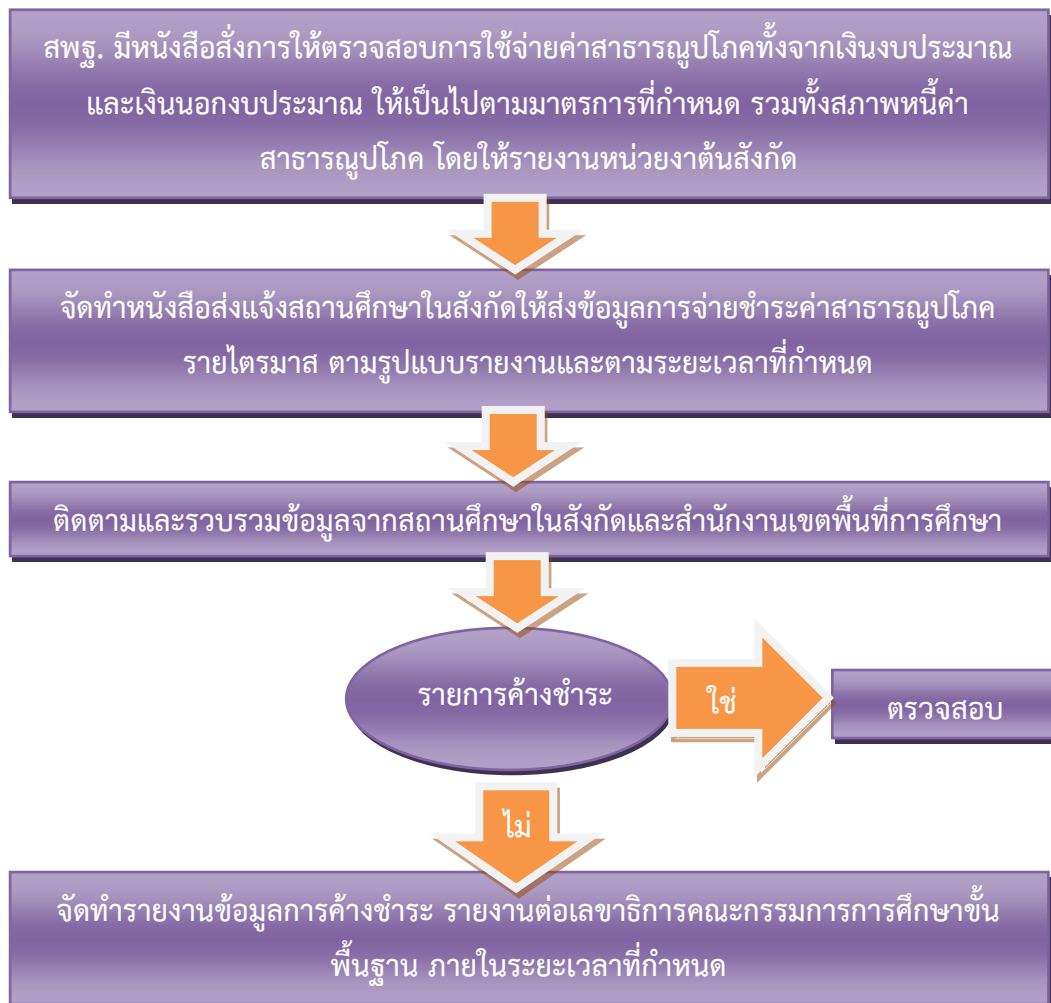 สพฐ. มีหนังสือสั่งการให้ตรวจสอบการใช้จ่ายค่าสาธารณูปโภคทั้งจากเงินงบประมาณ
และเงินนอกงบประมาณ ให้เป็นไปตามมาตรการที่กำหนด รวมทั้งสภาพหนี้ค่า
สาธารณูปโภค โดยให้รายงานหน่วยงาต้นสังกัด
จัดทำหนังสือส่งแจ้งสถานศึกษาในสังกัดให้ส่งข้อมูลการจ่ายชำระค่าสาธารณูปโภค
รายไตรมาส ตามรูปแบบรายงานและตามระยะเวลาที่กำหนด
ติดตามและรวบรวมข้อมูลจากสถานศึกษาในสังกัดและสำนักงานเขตพื้นที่การศึกษา
รายการค้างชำระ
ใช่
ตรวจสอบ
ไม่
จัดทำรายงานข้อมูลการค้างชำระ รายงานต่อเลขาธิการคณะกรรมการการศึกษาขั้น
พื้นฐาน ภายในระยะเวลาที่กำหนด